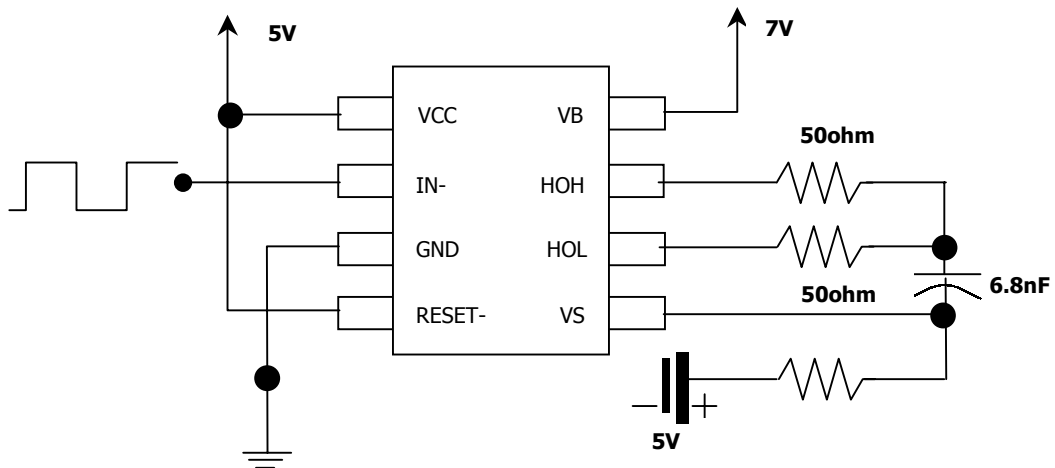 5V
7V
VCC
VB
50ohm
IN-
HOH
GND
HOL
50ohm
6.8nF
RESET-
VS
− +
5V